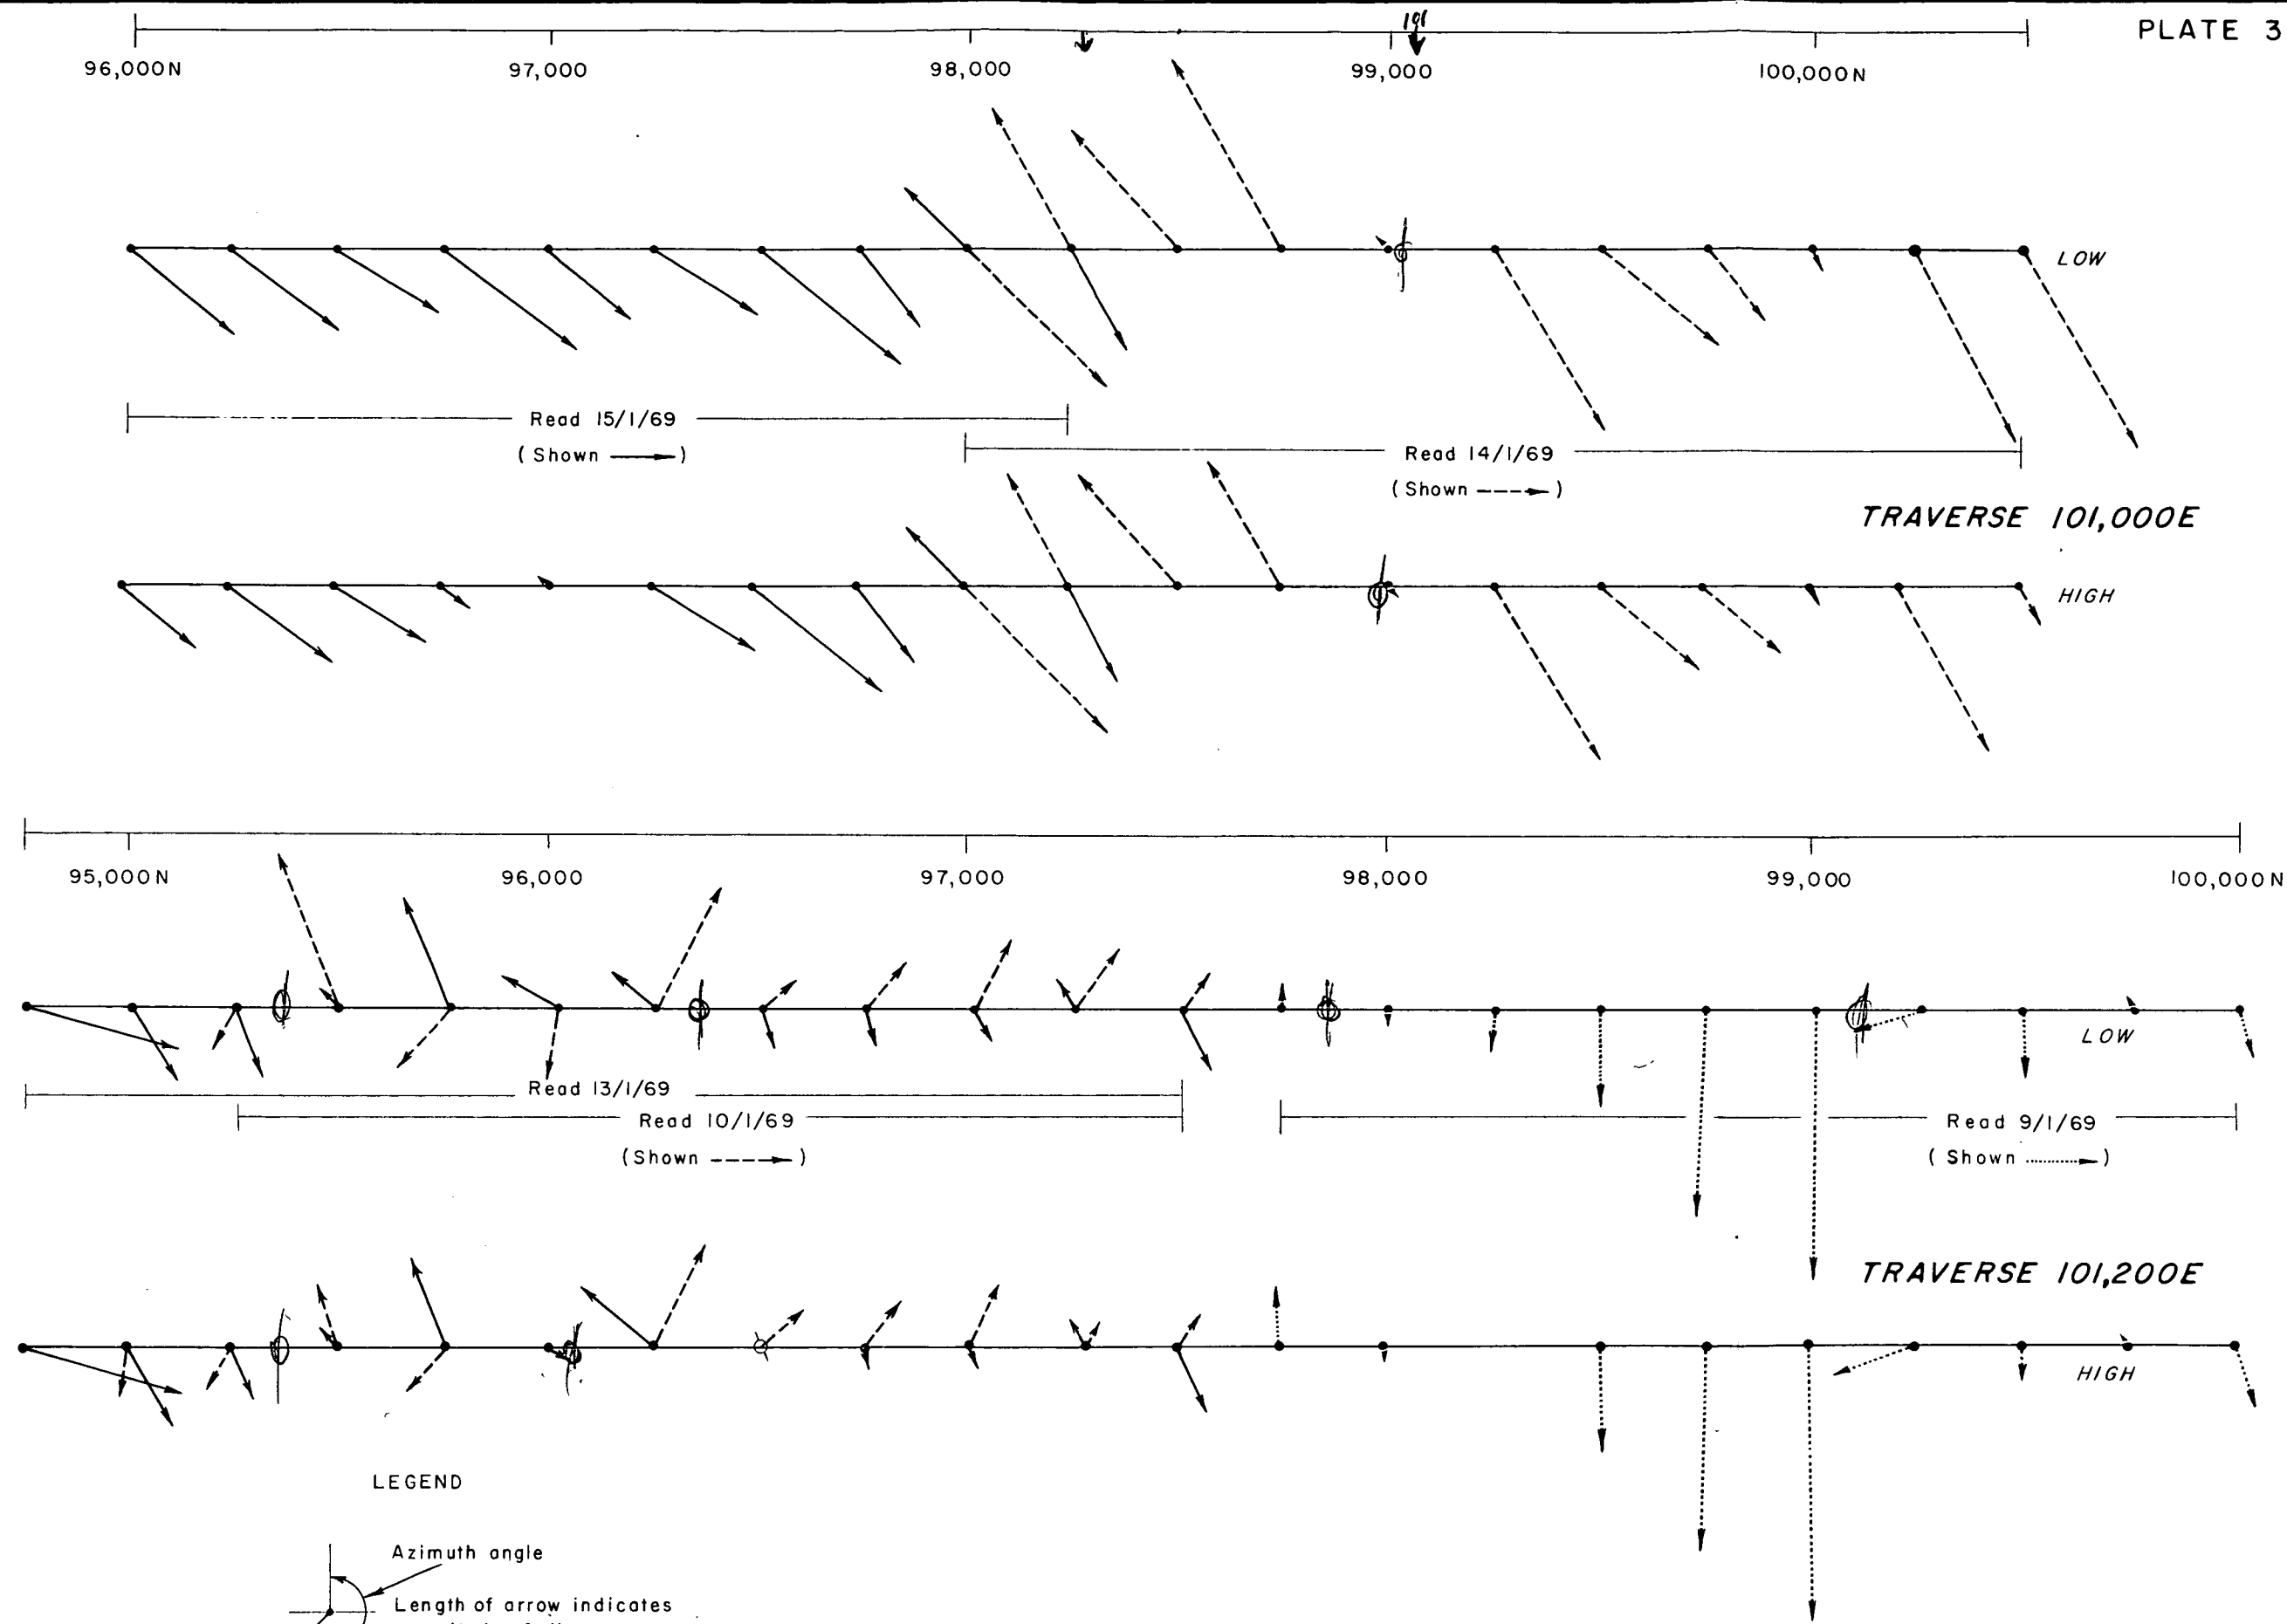 PLATE 3
101
96,000N 97,000 98,000 99,000 100,000N
LOW
Read 15/1/69
(Shown )
Read 14/1/69
(Shown )
TRAVERSE 101,000E
HIGH
95,000N 96,000 97,000 98,000 99,000 100,000N
LOW
Read 13/1/69
Read 10/1/69
(Shown )
Read 9/1/69
(Shown )
TRAVERSE 101,200E
HIGH
LEGEND
Azimuth angle
Length of arrow indicates